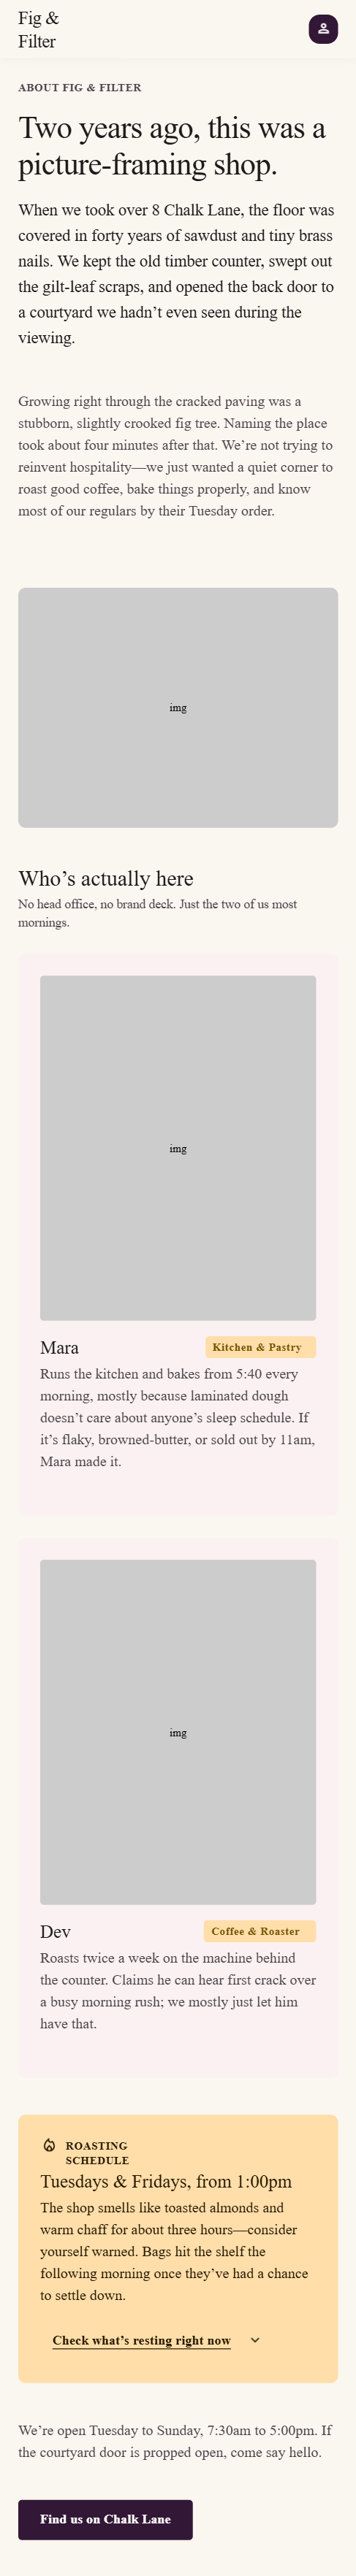 Fig &
Filter
ABOUT FIG & FILTER
Two years ago, this was a
picture-framing shop.
When we took over 8 Chalk Lane, the floor was
covered in forty years of sawdust and tiny brass
nails. We kept the old timber counter, swept out
the gilt-leaf scraps, and opened the back door to
a courtyard we hadn’t even seen during the
viewing.
Growing right through the cracked paving was a
stubborn, slightly crooked fig tree. Naming the place
took about four minutes after that. We’re not trying to
reinvent hospitality—we just wanted a quiet corner to
roast good coffee, bake things properly, and know
most of our regulars by their Tuesday order.
img
Who’s actually here
No head office, no brand deck. Just the two of us most
mornings.
img
Mara
Kitchen & Pastry
Runs the kitchen and bakes from 5:40 every
morning, mostly because laminated dough
doesn’t care about anyone’s sleep schedule. If
it’s flaky, browned-butter, or sold out by 11am,
Mara made it.
img
Dev
Coffee & Roaster
Roasts twice a week on the machine behind
the counter. Claims he can hear first crack over
a busy morning rush; we mostly just let him
have that.
ROASTING
SCHEDULE
Tuesdays & Fridays, from 1:00pm
The shop smells like toasted almonds and
warm chaff for about three hours—consider
yourself warned. Bags hit the shelf the
following morning once they’ve had a chance
to settle down.
Check what’s resting right now
We’re open Tuesday to Sunday, 7:30am to 5:00pm. If
the courtyard door is propped open, come say hello.
Find us on Chalk Lane